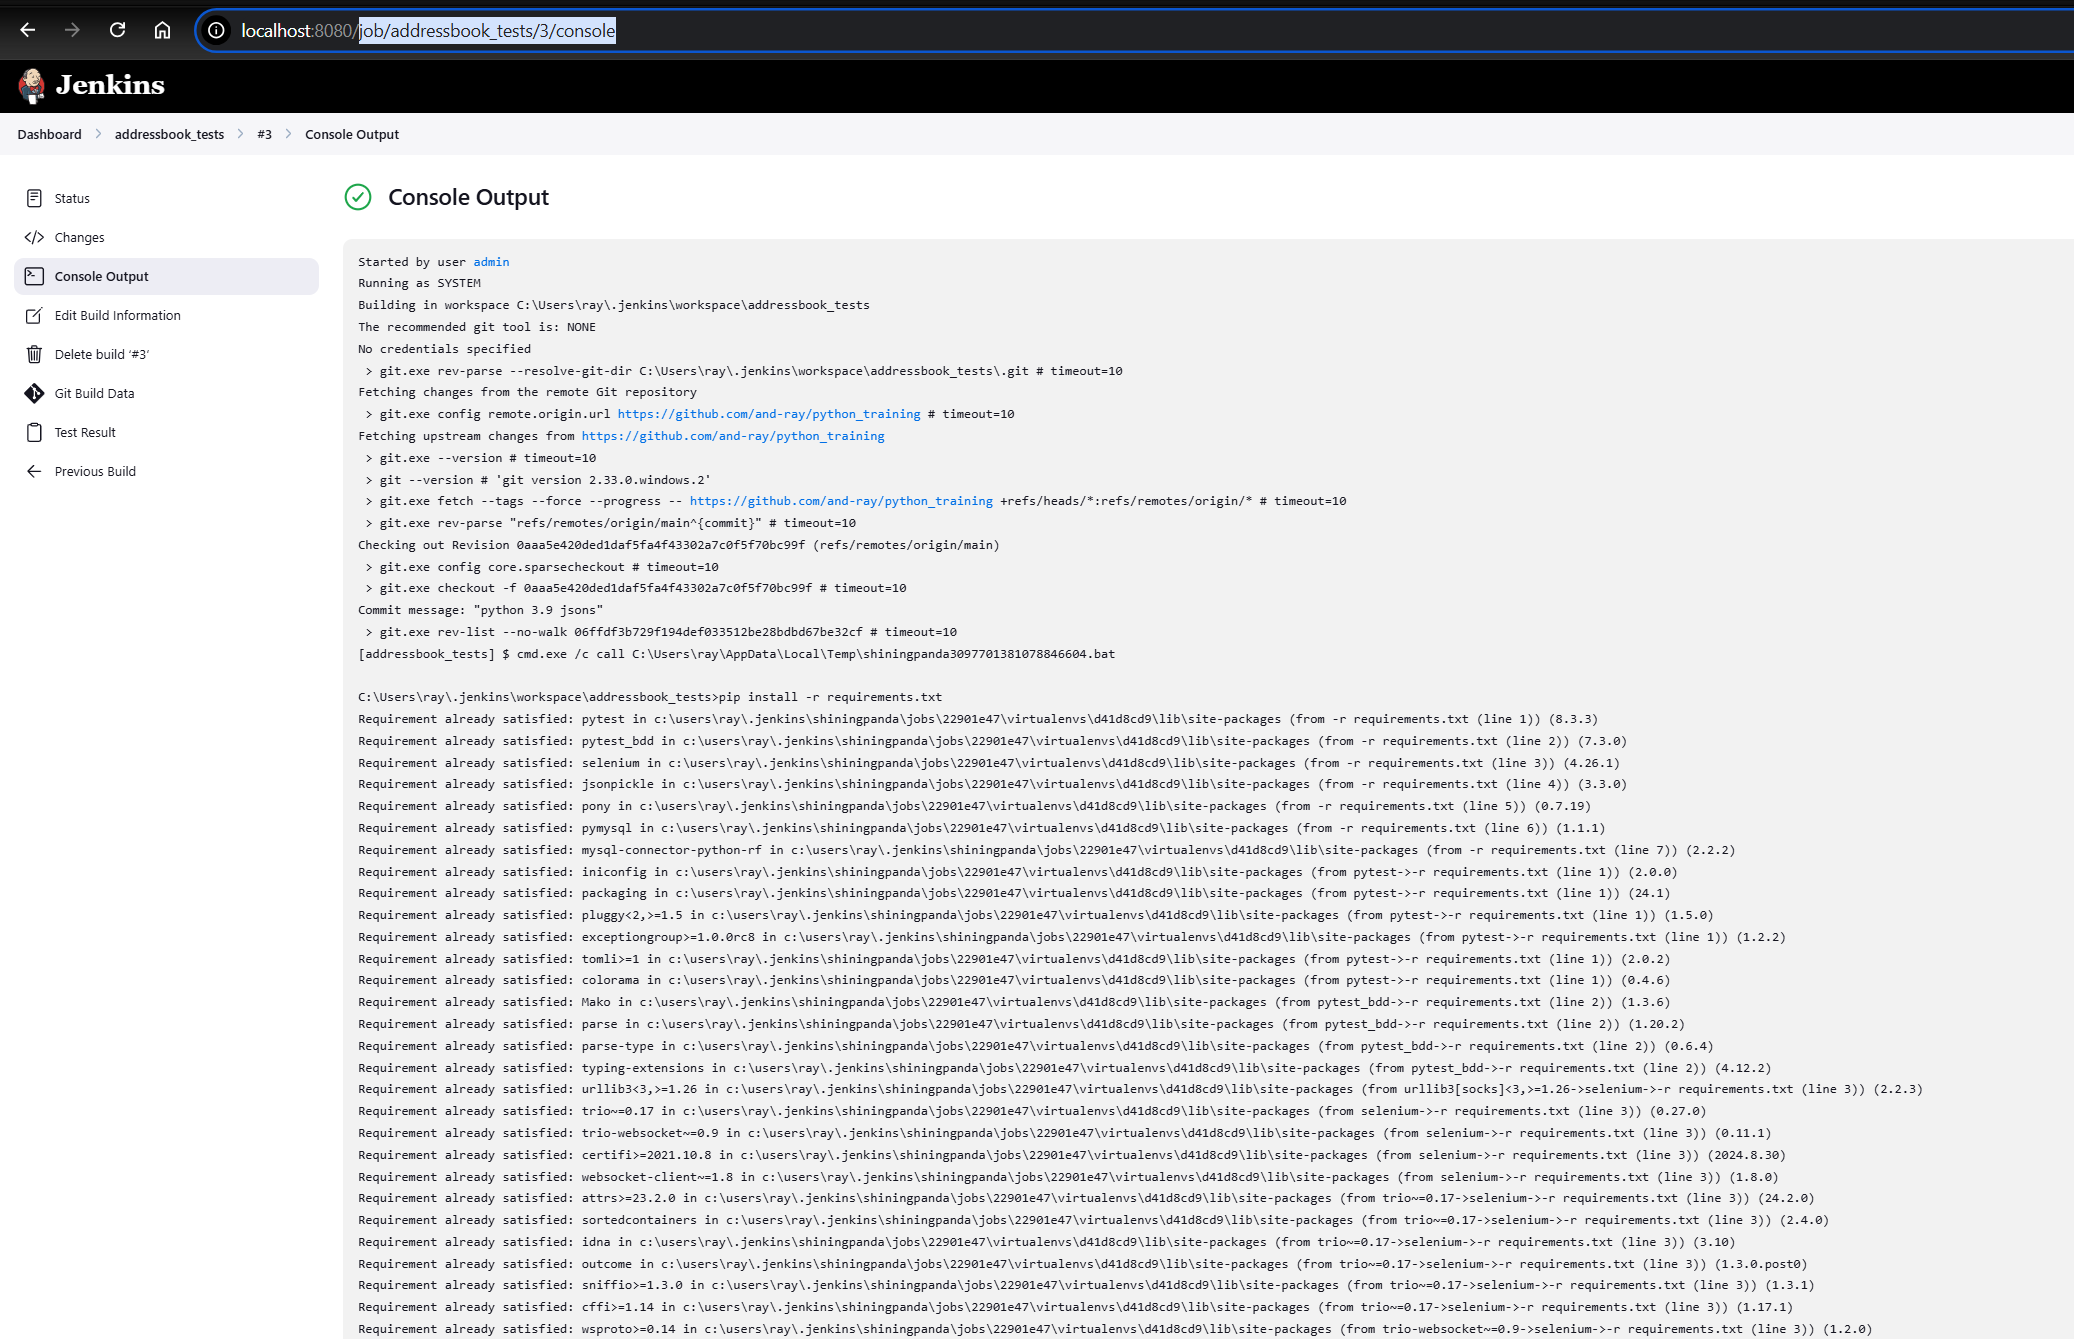 localhost:8080/job/addressbook_tests/3/console
Jenkins
Dashboard > addressbook_tests > #3 > Console Output
Status
Changes
Console Output
Edit Build Information
Delete build ‘#3’
Git Build Data
Test Result
Previous Build
Console Output
Started by user admin
Running as SYSTEM
Building in workspace C:\Users\ray\.jenkins\workspace\addressbook_tests
The recommended git tool is: NONE
No credentials specified
 > git.exe rev-parse --resolve-git-dir C:\Users\ray\.jenkins\workspace\addressbook_tests\.git # timeout=10
Fetching changes from the remote Git repository
 > git.exe config remote.origin.url https://github.com/and-ray/python_training # timeout=10
Fetching upstream changes from https://github.com/and-ray/python_training
 > git.exe --version # timeout=10
 > git --version # 'git version 2.33.0.windows.2'
 > git.exe fetch --tags --force --progress -- https://github.com/and-ray/python_training +refs/heads/*:refs/remotes/origin/* # timeout=10
 > git.exe rev-parse "refs/remotes/origin/main^{commit}" # timeout=10
Checking out Revision 0aaa5e420ded1daf5fa4f43302a7c0f5f70bc99f (refs/remotes/origin/main)
 > git.exe config core.sparsecheckout # timeout=10
 > git.exe checkout -f 0aaa5e420ded1daf5fa4f43302a7c0f5f70bc99f # timeout=10
Commit message: "python 3.9 jsons"
 > git.exe rev-list --no-walk 06ffdf3b729f194def033512be28bdbd67be32cf # timeout=10
[addressbook_tests] $ cmd.exe /c call C:\Users\ray\AppData\Local\Temp\shiningpanda3097701381078846604.bat
C:\Users\ray\.jenkins\workspace\addressbook_tests>pip install -r requirements.txt
Requirement already satisfied: pytest in c:\users\ray\.jenkins\shiningpanda\jobs\22901e47\virtualenvs\d41d8cd9\lib\site-packages (from -r requirements.txt (line 1)) (8.3.3)
Requirement already satisfied: pytest_bdd in c:\users\ray\.jenkins\shiningpanda\jobs\22901e47\virtualenvs\d41d8cd9\lib\site-packages (from -r requirements.txt (line 2)) (7.3.0)
Requirement already satisfied: selenium in c:\users\ray\.jenkins\shiningpanda\jobs\22901e47\virtualenvs\d41d8cd9\lib\site-packages (from -r requirements.txt (line 3)) (4.26.1)
Requirement already satisfied: jsonpickle in c:\users\ray\.jenkins\shiningpanda\jobs\22901e47\virtualenvs\d41d8cd9\lib\site-packages (from -r requirements.txt (line 4)) (3.3.0)
Requirement already satisfied: pony in c:\users\ray\.jenkins\shiningpanda\jobs\22901e47\virtualenvs\d41d8cd9\lib\site-packages (from -r requirements.txt (line 5)) (0.7.19)
Requirement already satisfied: pymysql in c:\users\ray\.jenkins\shiningpanda\jobs\22901e47\virtualenvs\d41d8cd9\lib\site-packages (from -r requirements.txt (line 6)) (1.1.1)
Requirement already satisfied: mysql-connector-python-rf in c:\users\ray\.jenkins\shiningpanda\jobs\22901e47\virtualenvs\d41d8cd9\lib\site-packages (from -r requirements.txt (line 7)) (2.2.2)
Requirement already satisfied: iniconfig in c:\users\ray\.jenkins\shiningpanda\jobs\22901e47\virtualenvs\d41d8cd9\lib\site-packages (from pytest->-r requirements.txt (line 1)) (2.0.0)
Requirement already satisfied: packaging in c:\users\ray\.jenkins\shiningpanda\jobs\22901e47\virtualenvs\d41d8cd9\lib\site-packages (from pytest->-r requirements.txt (line 1)) (24.1)
Requirement already satisfied: pluggy<2,>=1.5 in c:\users\ray\.jenkins\shiningpanda\jobs\22901e47\virtualenvs\d41d8cd9\lib\site-packages (from pytest->-r requirements.txt (line 1)) (1.5.0)
Requirement already satisfied: exceptiongroup>=1.0.0rc8 in c:\users\ray\.jenkins\shiningpanda\jobs\22901e47\virtualenvs\d41d8cd9\lib\site-packages (from pytest->-r requirements.txt (line 1)) (1.2.2)
Requirement already satisfied: tomli>=1 in c:\users\ray\.jenkins\shiningpanda\jobs\22901e47\virtualenvs\d41d8cd9\lib\site-packages (from pytest->-r requirements.txt (line 1)) (2.0.2)
Requirement already satisfied: colorama in c:\users\ray\.jenkins\shiningpanda\jobs\22901e47\virtualenvs\d41d8cd9\lib\site-packages (from pytest->-r requirements.txt (line 1)) (0.4.6)
Requirement already satisfied: Mako in c:\users\ray\.jenkins\shiningpanda\jobs\22901e47\virtualenvs\d41d8cd9\lib\site-packages (from pytest_bdd->-r requirements.txt (line 2)) (1.3.6)
Requirement already satisfied: parse in c:\users\ray\.jenkins\shiningpanda\jobs\22901e47\virtualenvs\d41d8cd9\lib\site-packages (from pytest_bdd->-r requirements.txt (line 2)) (1.20.2)
Requirement already satisfied: parse-type in c:\users\ray\.jenkins\shiningpanda\jobs\22901e47\virtualenvs\d41d8cd9\lib\site-packages (from pytest_bdd->-r requirements.txt (line 2)) (0.6.4)
Requirement already satisfied: typing-extensions in c:\users\ray\.jenkins\shiningpanda\jobs\22901e47\virtualenvs\d41d8cd9\lib\site-packages (from pytest_bdd->-r requirements.txt (line 2)) (4.12.2)
Requirement already satisfied: urllib3<3,>=1.26 in c:\users\ray\.jenkins\shiningpanda\jobs\22901e47\virtualenvs\d41d8cd9\lib\site-packages (from urllib3[socks]<3,>=1.26->selenium->-r requirements.txt (line 3)) (2.2.3)
Requirement already satisfied: trio~=0.17 in c:\users\ray\.jenkins\shiningpanda\jobs\22901e47\virtualenvs\d41d8cd9\lib\site-packages (from selenium->-r requirements.txt (line 3)) (0.27.0)
Requirement already satisfied: trio-websocket~=0.9 in c:\users\ray\.jenkins\shiningpanda\jobs\22901e47\virtualenvs\d41d8cd9\lib\site-packages (from selenium->-r requirements.txt (line 3)) (0.11.1)
Requirement already satisfied: certifi>=2021.10.8 in c:\users\ray\.jenkins\shiningpanda\jobs\22901e47\virtualenvs\d41d8cd9\lib\site-packages (from selenium->-r requirements.txt (line 3)) (2024.8.30)
Requirement already satisfied: websocket-client~=1.8 in c:\users\ray\.jenkins\shiningpanda\jobs\22901e47\virtualenvs\d41d8cd9\lib\site-packages (from selenium->-r requirements.txt (line 3)) (1.8.0)
Requirement already satisfied: attrs>=23.2.0 in c:\users\ray\.jenkins\shiningpanda\jobs\22901e47\virtualenvs\d41d8cd9\lib\site-packages (from trio~=0.17->selenium->-r requirements.txt (line 3)) (24.2.0)
Requirement already satisfied: sortedcontainers in c:\users\ray\.jenkins\shiningpanda\jobs\22901e47\virtualenvs\d41d8cd9\lib\site-packages (from trio~=0.17->selenium->-r requirements.txt (line 3)) (2.4.0)
Requirement already satisfied: idna in c:\users\ray\.jenkins\shiningpanda\jobs\22901e47\virtualenvs\d41d8cd9\lib\site-packages (from trio~=0.17->selenium->-r requirements.txt (line 3)) (3.10)
Requirement already satisfied: outcome in c:\users\ray\.jenkins\shiningpanda\jobs\22901e47\virtualenvs\d41d8cd9\lib\site-packages (from trio~=0.17->selenium->-r requirements.txt (line 3)) (1.3.0.post0)
Requirement already satisfied: sniffio>=1.3.0 in c:\users\ray\.jenkins\shiningpanda\jobs\22901e47\virtualenvs\d41d8cd9\lib\site-packages (from trio~=0.17->selenium->-r requirements.txt (line 3)) (1.3.1)
Requirement already satisfied: cffi>=1.14 in c:\users\ray\.jenkins\shiningpanda\jobs\22901e47\virtualenvs\d41d8cd9\lib\site-packages (from trio~=0.17->selenium->-r requirements.txt (line 3)) (1.17.1)
Requirement already satisfied: wsproto>=0.14 in c:\users\ray\.jenkins\shiningpanda\jobs\22901e47\virtualenvs\d41d8cd9\lib\site-packages (from trio-websocket~=0.9->selenium->-r requirements.txt (line 3)) (1.2.0)